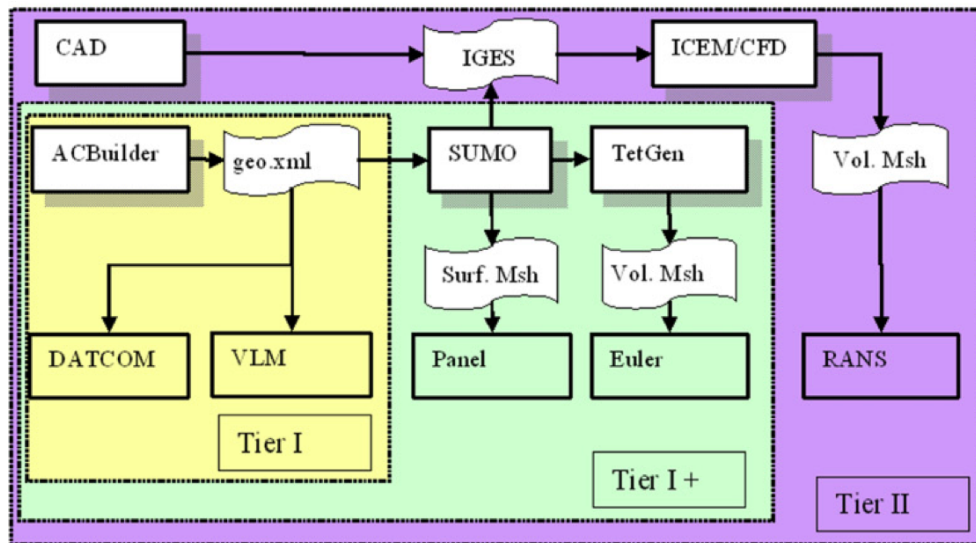 CAD
IGES
ICEM/CFD
ACBuilder
geo.xml
SUMO
TetGen
Vol. Msh
Surf. Msh
Vol. Msh
DATCOM
VLM
Panel
Euler
RANS
Tier I
Tier I +
Tier II